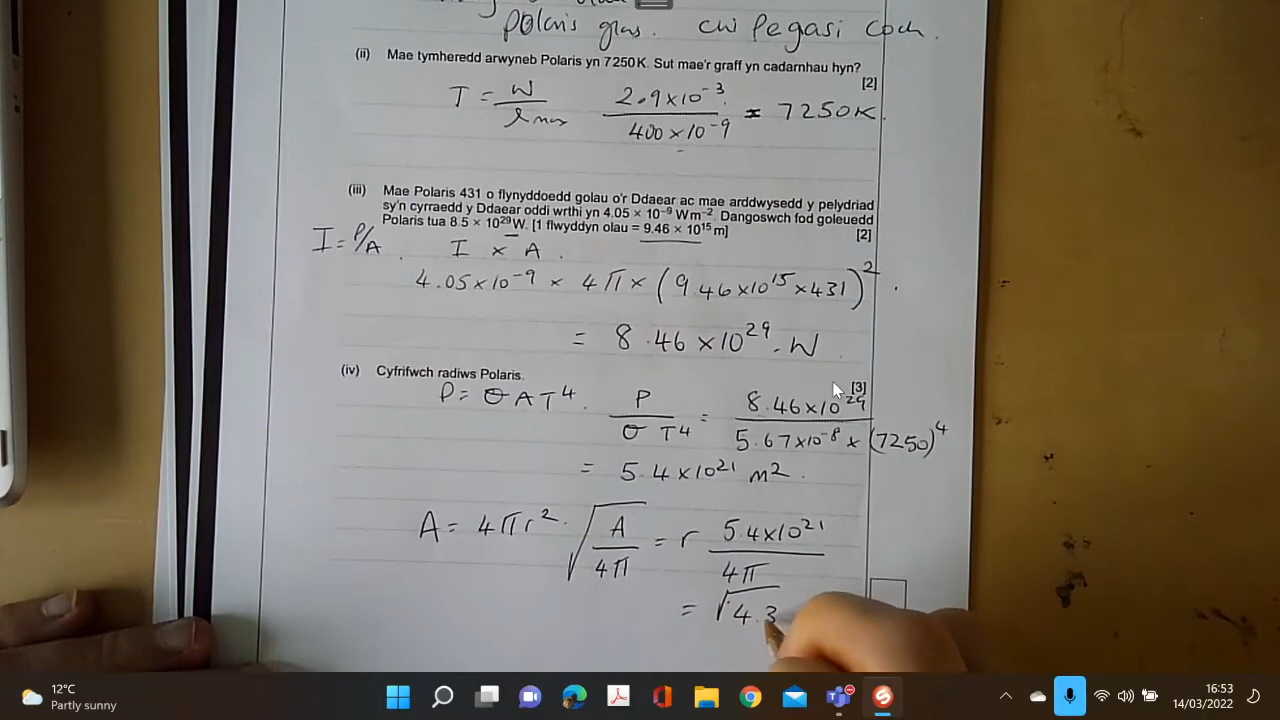 polaris glas. cw Pegasi coch.
(ii) Mae tymheredd arwyneb Polaris yn 7250K. Sut mae'r graff yn cadarnhau hyn?
[2]
T = W / λmax 2.9×10⁻³ / 400×10⁻⁹ = 7250K.
(iii) Mae Polaris 431 o flynyddoedd golau o'r Ddaear ac mae arddwysedd y pelydriad
sy'n cyrraedd y Ddaear oddi wrthi yn 4.05 × 10⁻⁹ Wm⁻². Dangoswch fod goleuedd
Polaris tua 8.5 × 10²⁹ W. [1 flwyddyn olau = 9.46 × 10¹⁵ m] [2]
I = P/A. I × A.
4.05×10⁻⁹ × 4π × (9.46×10¹⁵×431)²
= 8.46×10²⁹ W
(iv) Cyfrifwch radiws Polaris.
[3]
P = σAT⁴. P / σT⁴ = 8.46×10²⁹ / 5.67×10⁻⁸ × (7250)⁴
= 5.4×10²¹ m².
A = 4πr². √(A / 4π) = r 5.4×10²¹ / 4π
= √4.3
12°C
Partly sunny
16:53
14/03/2022